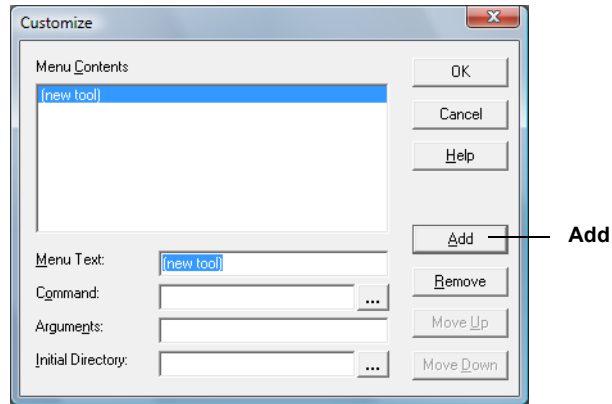 Customize
Menu Contents
(new tool)
OK
Cancel
Help
Add
Add
Menu Text:
(new tool)
Remove
Command:
...
Arguments:
Move Up
Initial Directory:
...
Move Down